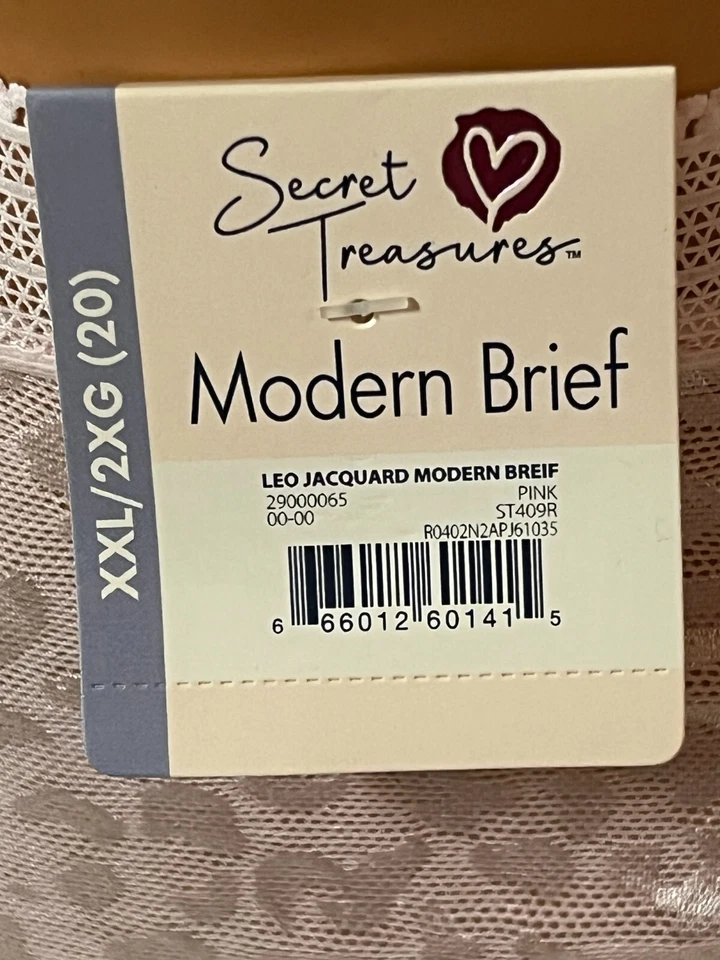 Secret
Treasures™
Modern Brief
XXL/2XG (20)
LEO JACQUARD MODERN BREIF
29000065 PINK
00-00 ST409R
R0402N2APJ61035
6 66012 60141 5